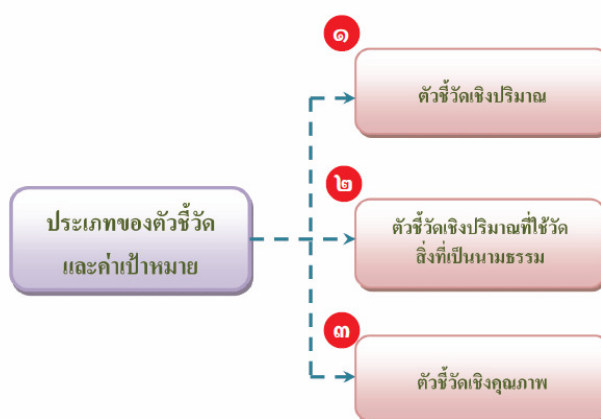 ประเภทของตัวชี้วัด
และค่าเป้าหมาย
๑
ตัวชี้วัดเชิงปริมาณ
๒
ตัวชี้วัดเชิงปริมาณที่ใช้วัด
สิ่งที่เป็นนามธรรม
๓
ตัวชี้วัดเชิงคุณภาพ